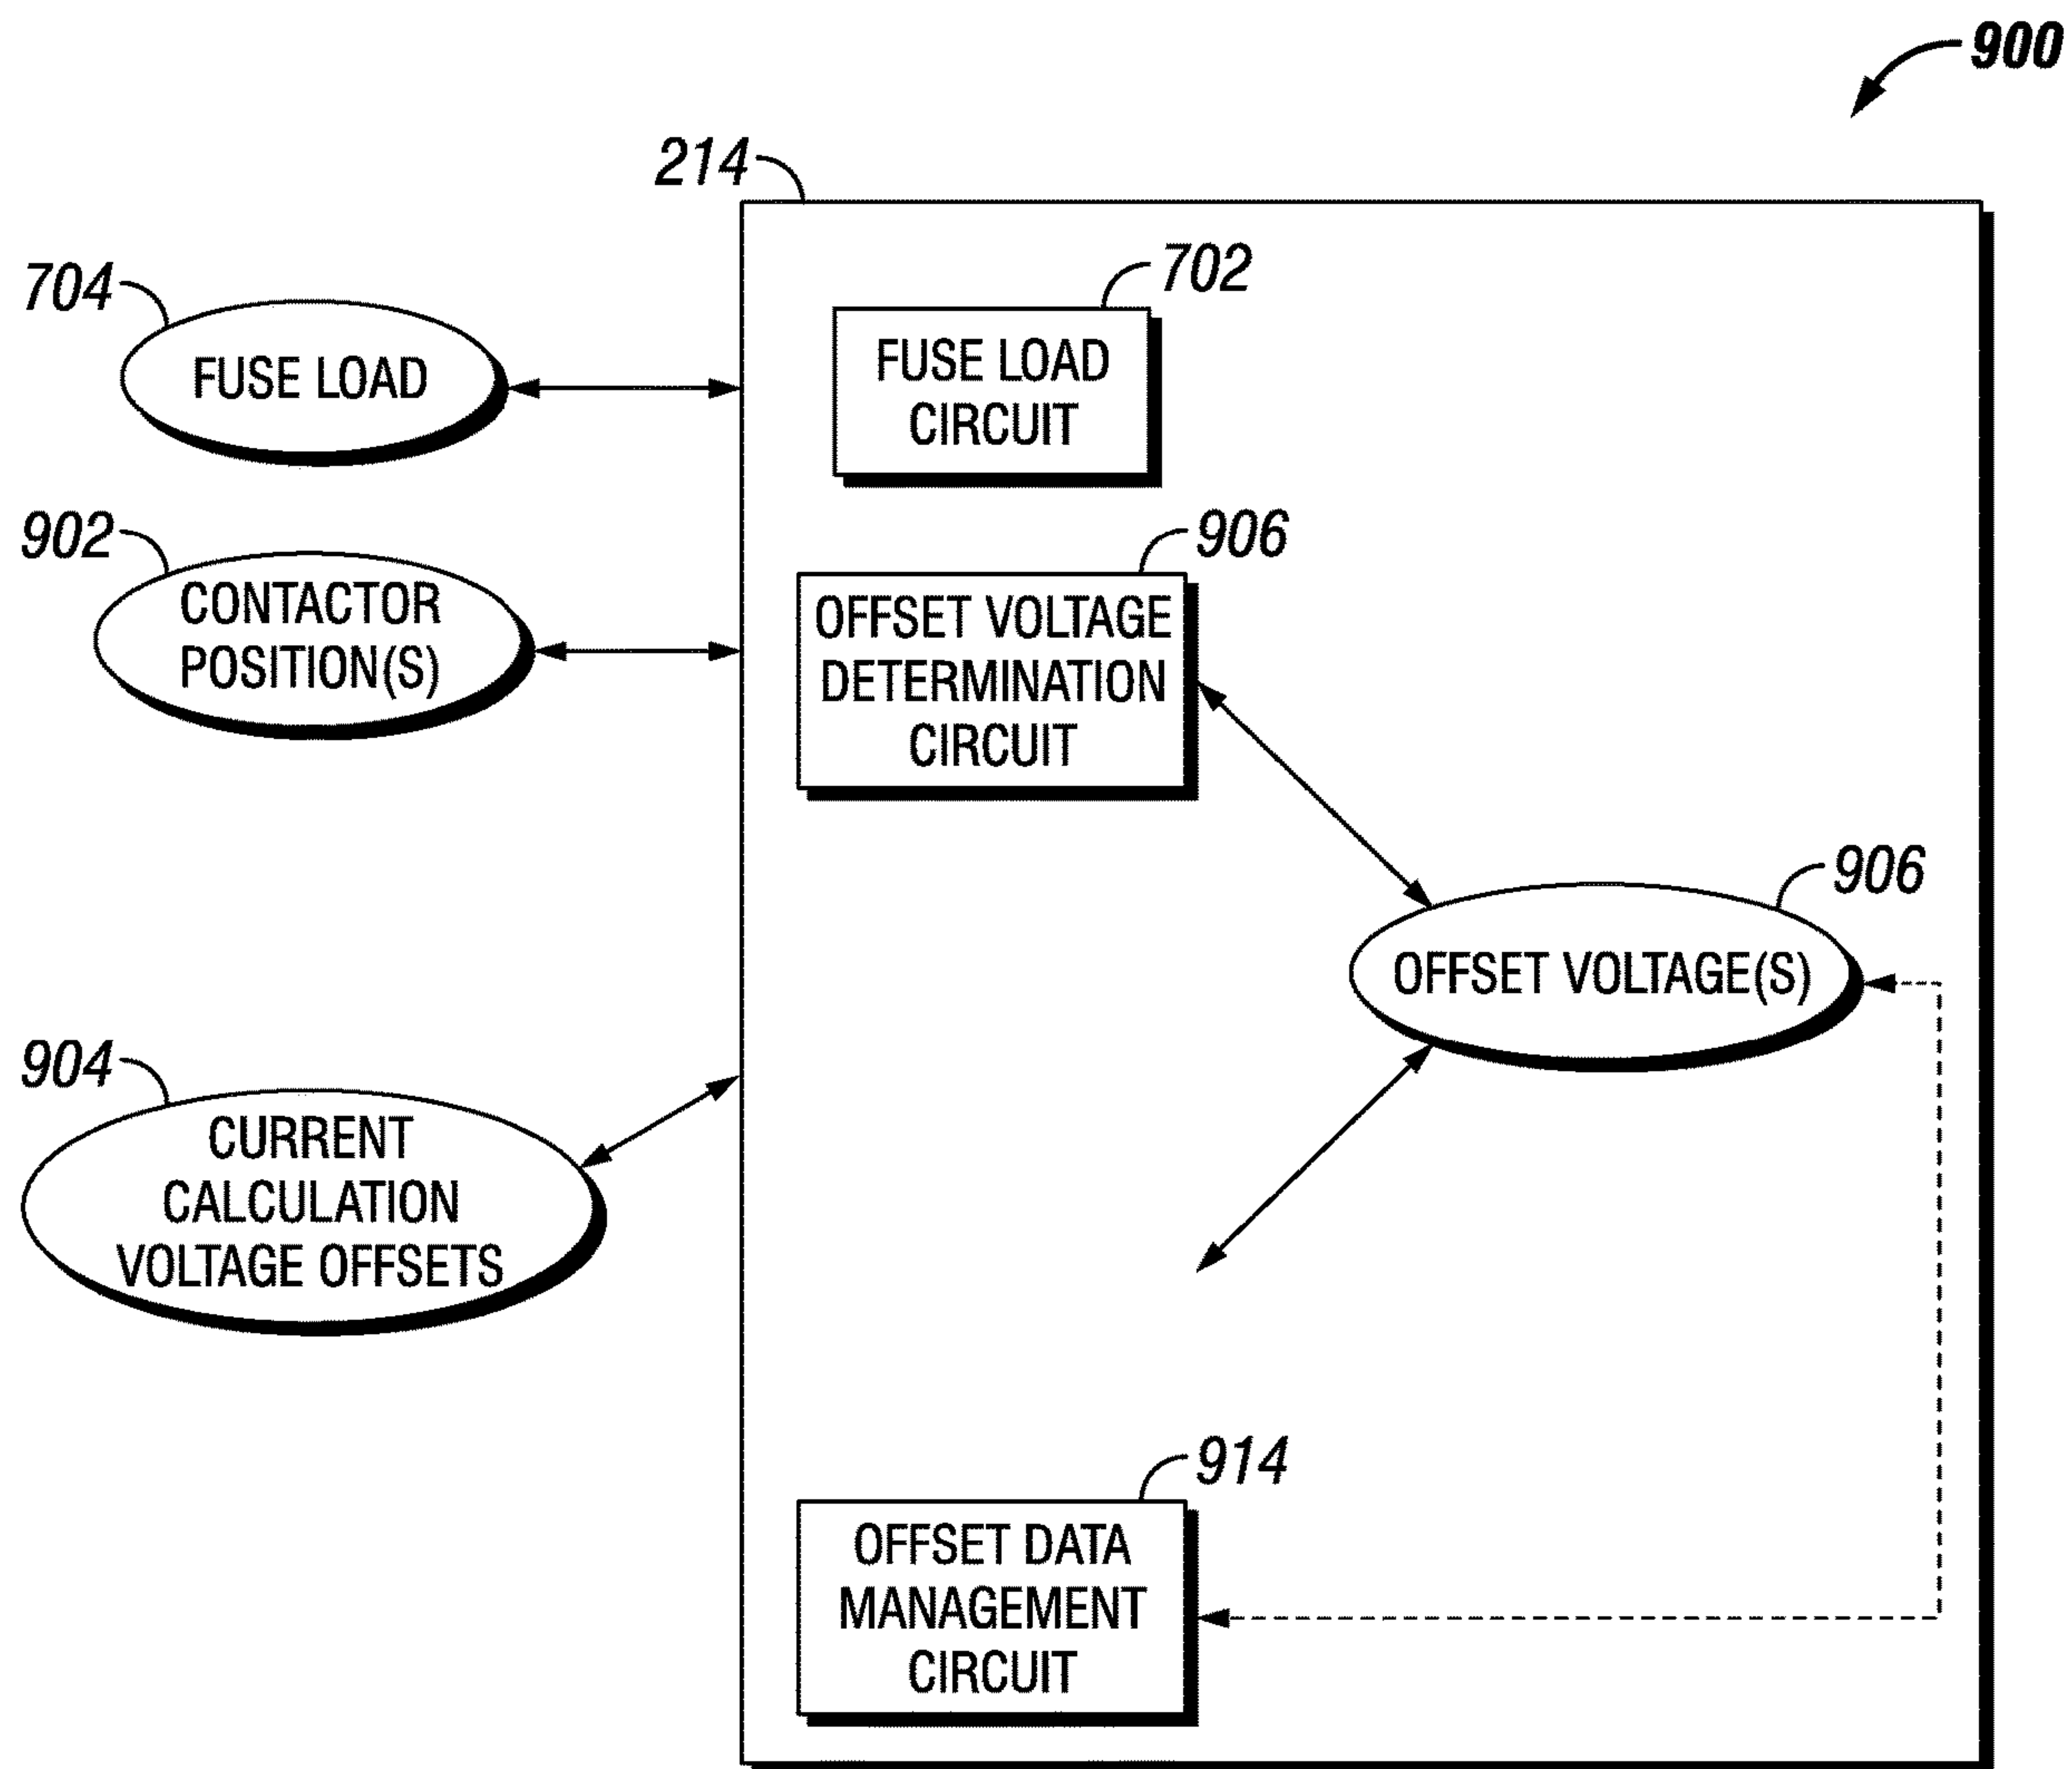 900
214
704
FUSE LOAD
702
FUSE LOAD
CIRCUIT
902
CONTACTOR
POSITION(S)
906
OFFSET VOLTAGE
DETERMINATION
CIRCUIT
906
OFFSET VOLTAGE(S)
904
CURRENT
CALCULATION
VOLTAGE OFFSETS
914
OFFSET DATA
MANAGEMENT
CIRCUIT